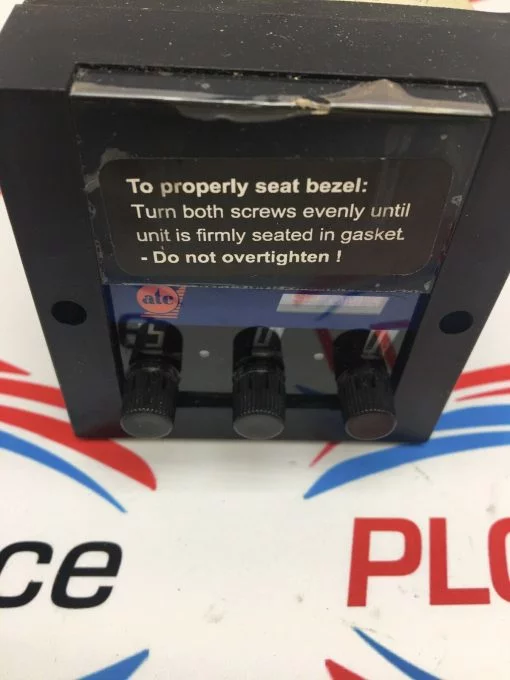 To properly seat bezel:
Turn both screws evenly until
unit is firmly seated in gasket.
- Do not overtighten !
atc
ce
PLC